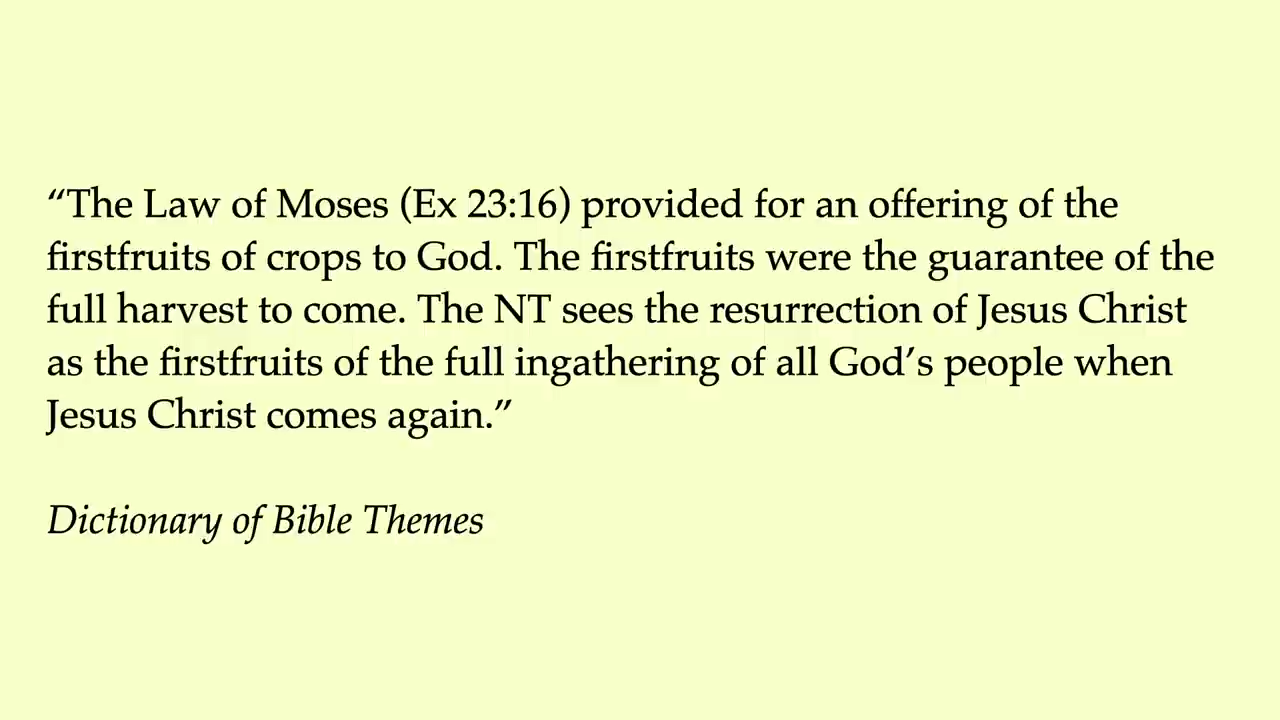 “The Law of Moses (Ex 23:16) provided for an offering of the
firstfruits of crops to God. The firstfruits were the guarantee of the
full harvest to come. The NT sees the resurrection of Jesus Christ
as the firstfruits of the full ingathering of all God’s people when
Jesus Christ comes again.”
Dictionary of Bible Themes